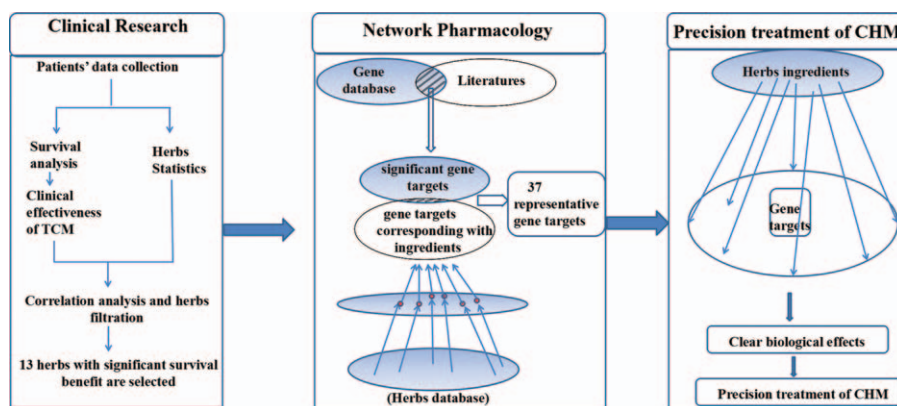 Clinical Research
Patients' data collection
Survival
analysis
Herbs
Statistics
Clinical
effectiveness
of TCM
Correlation analysis and herbs
filtration
13 herbs with significant survival
benefit are selected
Network Pharmacology
Gene
database
Literatures
significant gene
targets
37
representative
gene targets
gene targets
corresponding with
ingredients
(Herbs database)
Precision treatment of CHM
Herbs ingredients
Gene
targets
Clear biological effects
Precision treatment of CHM